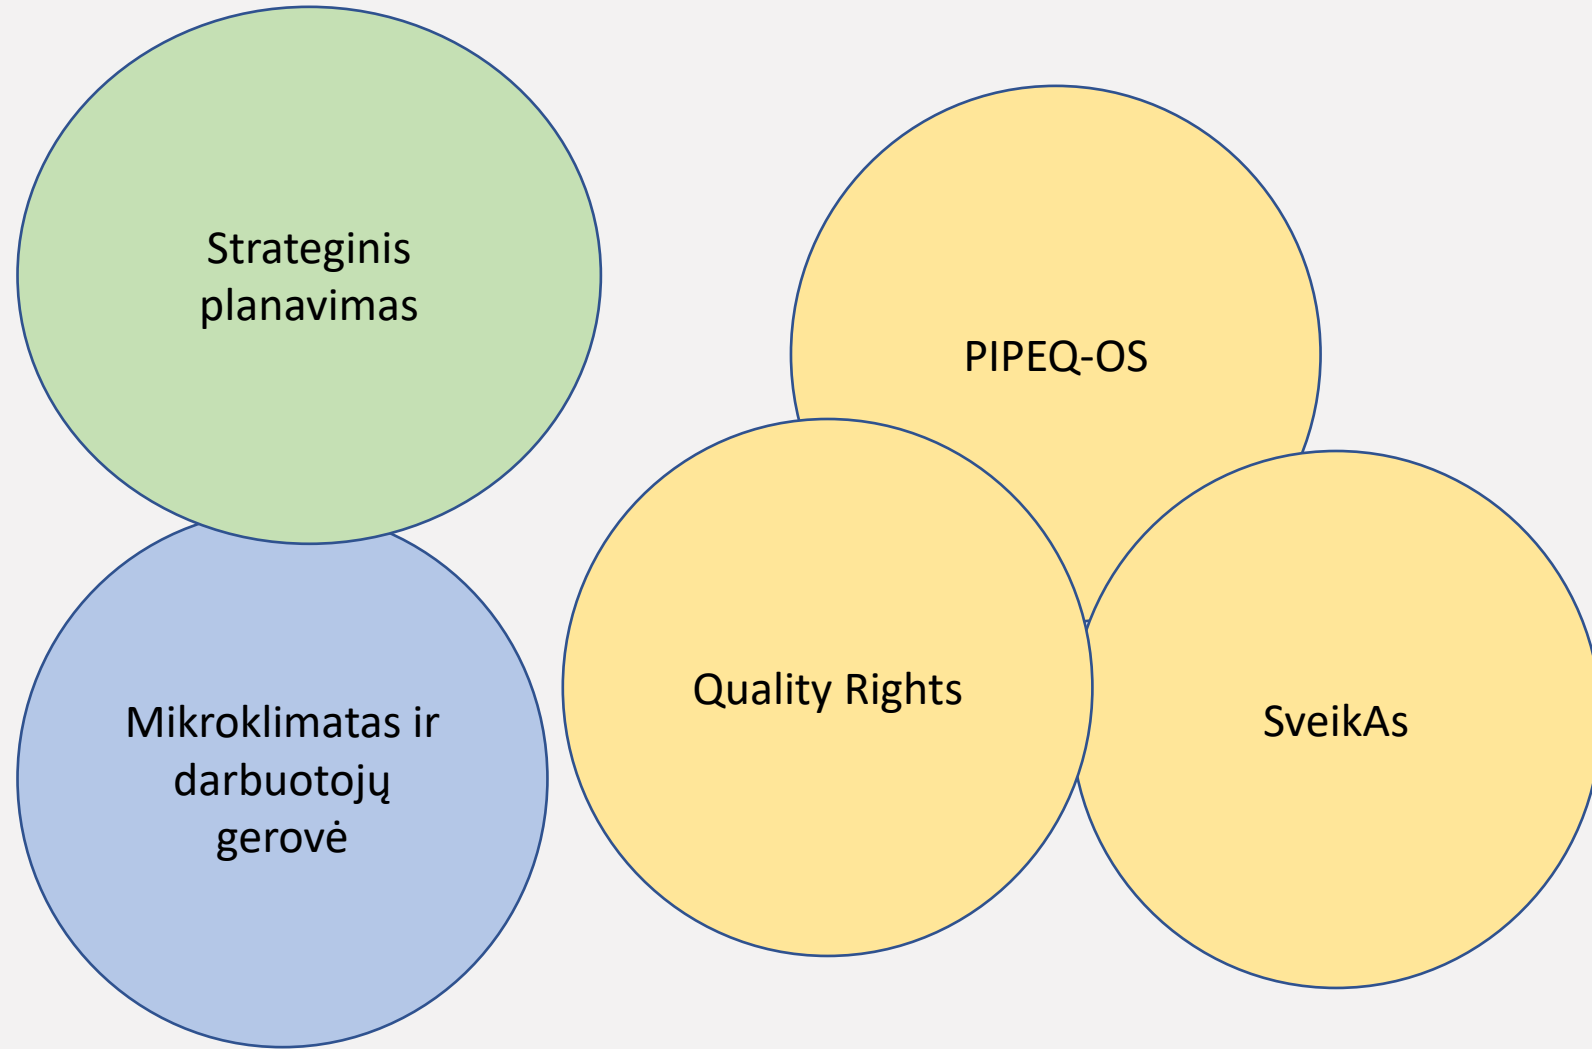 Strateginis
planavimas
PIPEQ-OS
Quality Rights
SveikAs
Mikroklimatas ir
darbuotojų
gerovė